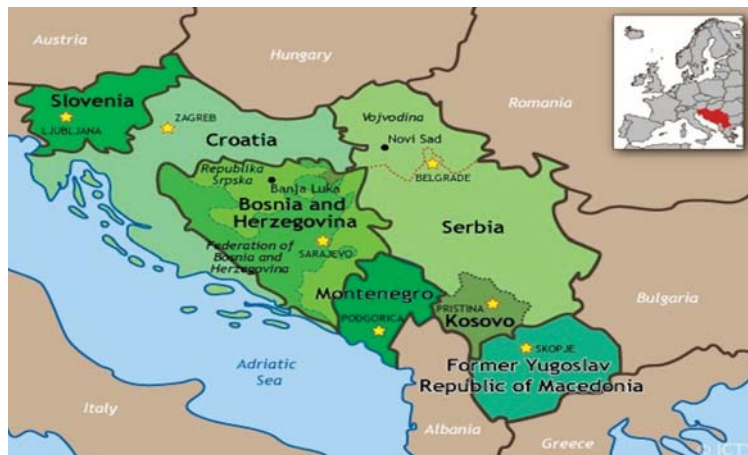 Austria
Hungary
Slovenia
LJUBLJANA
ZAGREB
Croatia
Vojvodina
Novi Sad
Romania
BELGRADE
Republika
Srpska
Banja Luka
Bosnia and
Herzegovina
Serbia
Federation of
Bosnia and
Herzegovina
SARAJEVO
Montenegro
PODGORICA
PRISTINA
Kosovo
Bulgaria
SKOPJE
Former Yugoslav
Republic of Macedonia
Adriatic
Sea
Italy
Albania
Greece
© ICTJ